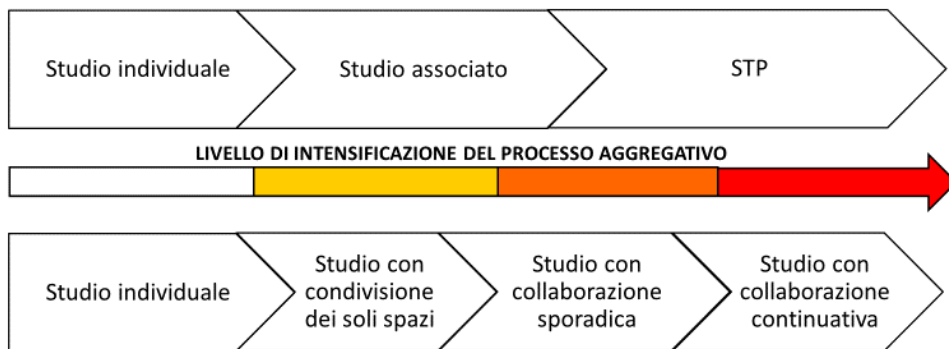 Studio individuale
Studio associato
STP
LIVELLO DI INTENSIFICAZIONE DEL PROCESSO AGGREGATIVO
Studio individuale
Studio con
condivisione
dei soli spazi
Studio con
collaborazione
sporadica
Studio con
collaborazione
continuativa